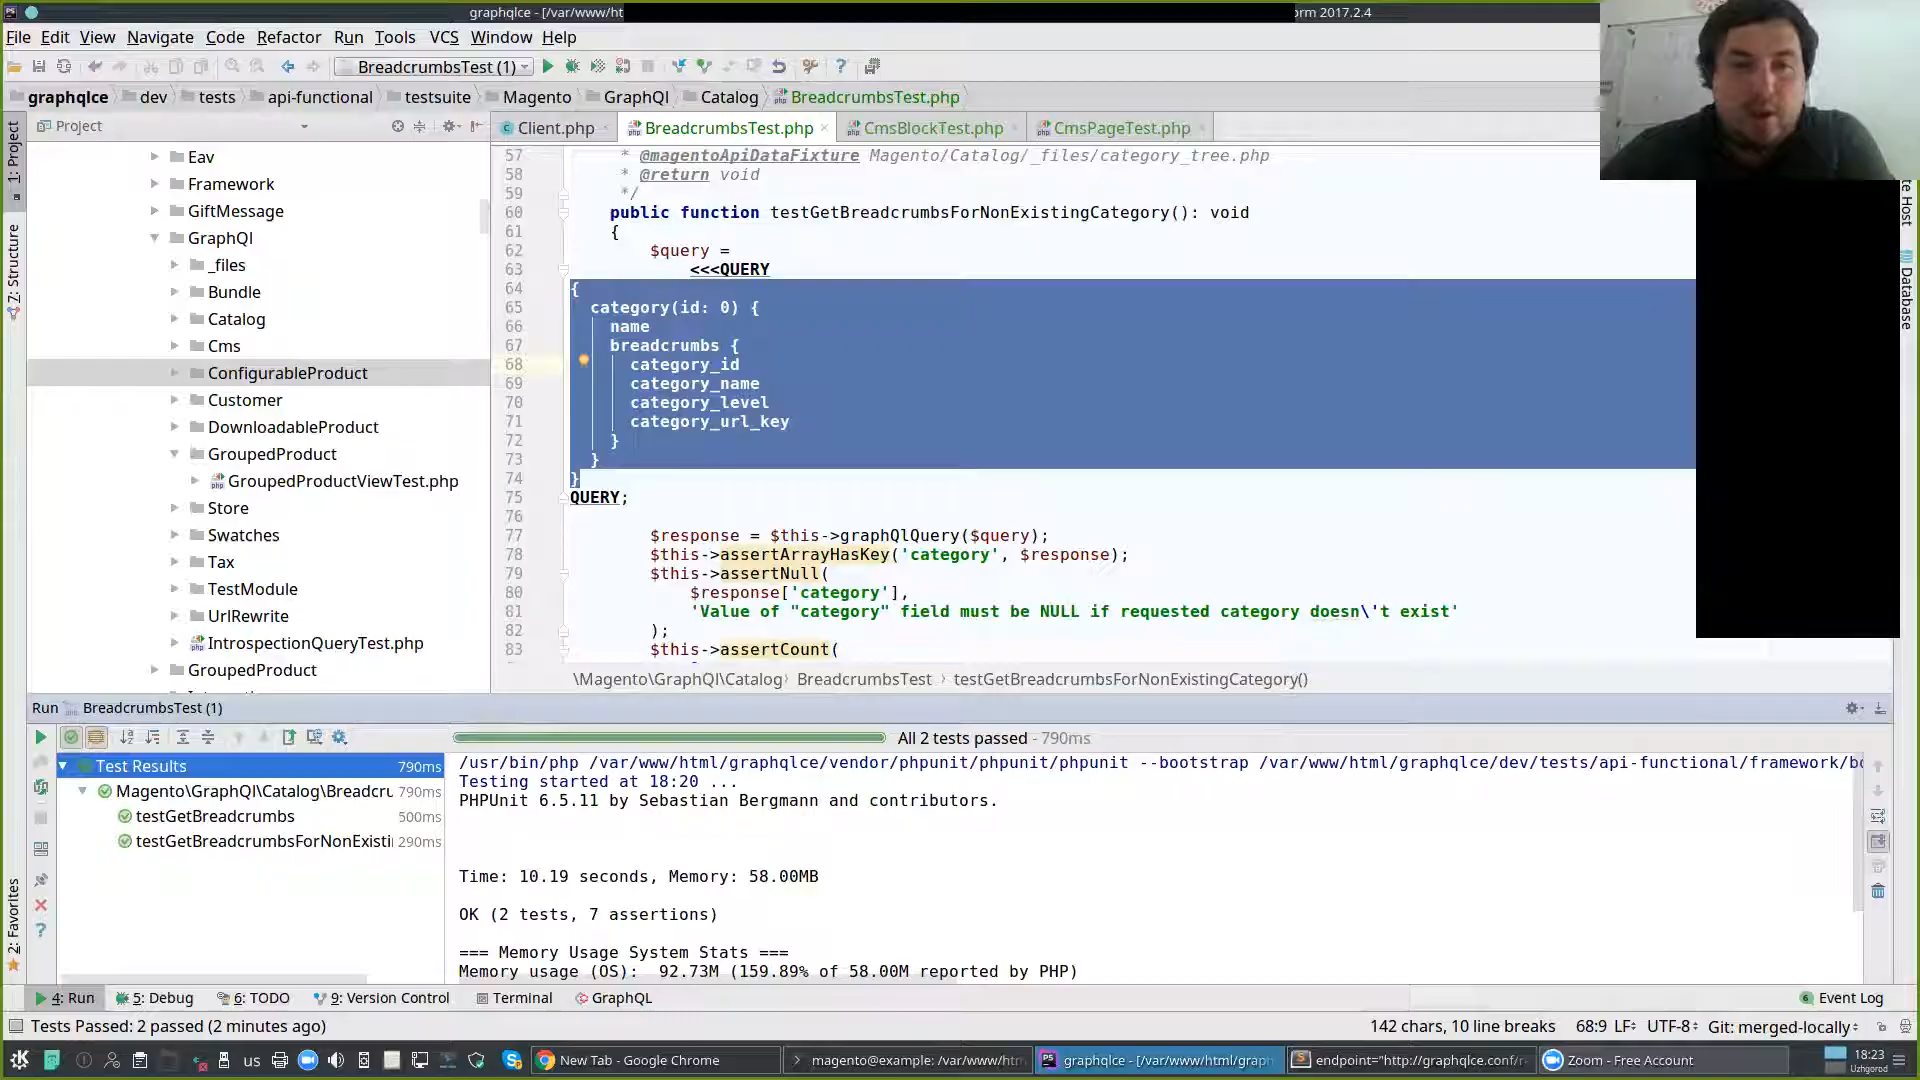 graphqlce - [/var/www/ht
orm 2017.2.4
File Edit View Navigate Code Refactor Run Tools VCS Window Help
BreadcrumbsTest (1)
graphqlce dev tests api-functional testsuite Magento GraphQl Catalog BreadcrumbsTest.php
Project
Client.php BreadcrumbsTest.php CmsBlockTest.php CmsPageTest.php
1: Project
7: Structure
2: Favorites
te Host
Database
Eav
Framework
GiftMessage
GraphQl
_files
Bundle
Catalog
Cms
ConfigurableProduct
Customer
DownloadableProduct
GroupedProduct
GroupedProductViewTest.php
Store
Swatches
Tax
TestModule
UrlRewrite
IntrospectionQueryTest.php
GroupedProduct
57 * @magentoApiDataFixture Magento/Catalog/_files/category_tree.php
58 * @return void
59 */
60 public function testGetBreadcrumbsForNonExistingCategory(): void
61 {
62 $query =
63 <<<QUERY
64 {
65 category(id: 0) {
66 name
67 breadcrumbs {
68 category_id
69 category_name
70 category_level
71 category_url_key
72 }
73 }
74 }
75 QUERY;
76
77 $response = $this->graphQlQuery($query);
78 $this->assertArrayHasKey('category', $response);
79 $this->assertNull(
80 $response['category'],
81 'Value of "category" field must be NULL if requested category doesn\'t exist'
82 );
83 $this->assertCount(
\Magento\GraphQl\Catalog › BreadcrumbsTest › testGetBreadcrumbsForNonExistingCategory()
Run BreadcrumbsTest (1)
All 2 tests passed - 790ms
Test Results 790ms
Magento\GraphQl\Catalog\Breadcru 790ms
testGetBreadcrumbs 500ms
testGetBreadcrumbsForNonExisti 290ms
/usr/bin/php /var/www/html/graphqlce/vendor/phpunit/phpunit/phpunit --bootstrap /var/www/html/graphqlce/dev/tests/api-functional/framework/bo
Testing started at 18:20 ...
PHPUnit 6.5.11 by Sebastian Bergmann and contributors.
Time: 10.19 seconds, Memory: 58.00MB
OK (2 tests, 7 assertions)
=== Memory Usage System Stats ===
Memory usage (OS): 92.73M (159.89% of 58.00M reported by PHP)
4: Run 5: Debug 6: TODO 9: Version Control Terminal GraphQL 6 Event Log
Tests Passed: 2 passed (2 minutes ago) 142 chars, 10 line breaks 68:9 LF UTF-8 Git: merged-locally
us New Tab - Google Chrome magento@example: /var/www/htm graphqlce - [/var/www/html/graph endpoint="http://graphqlce.conf/r Zoom - Free Account 18:23
Uzhgorod